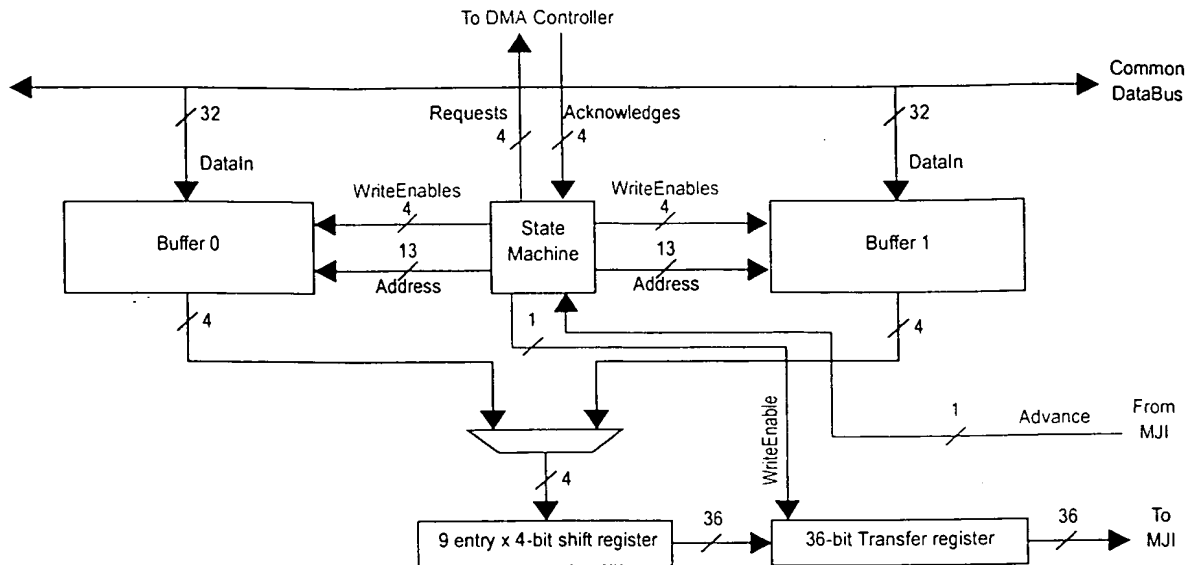 To DMA Controller
Common
DataBus
32
Requests
4
Acknowledges
4
32
DataIn
DataIn
WriteEnables
4
WriteEnables
4
Buffer 0
State
Machine
Buffer 1
13
Address
13
Address
4
1
4
WriteEnable
1
Advance
From
MJI
4
9 entry x 4-bit shift register
36
36-bit Transfer register
36
To
MJI